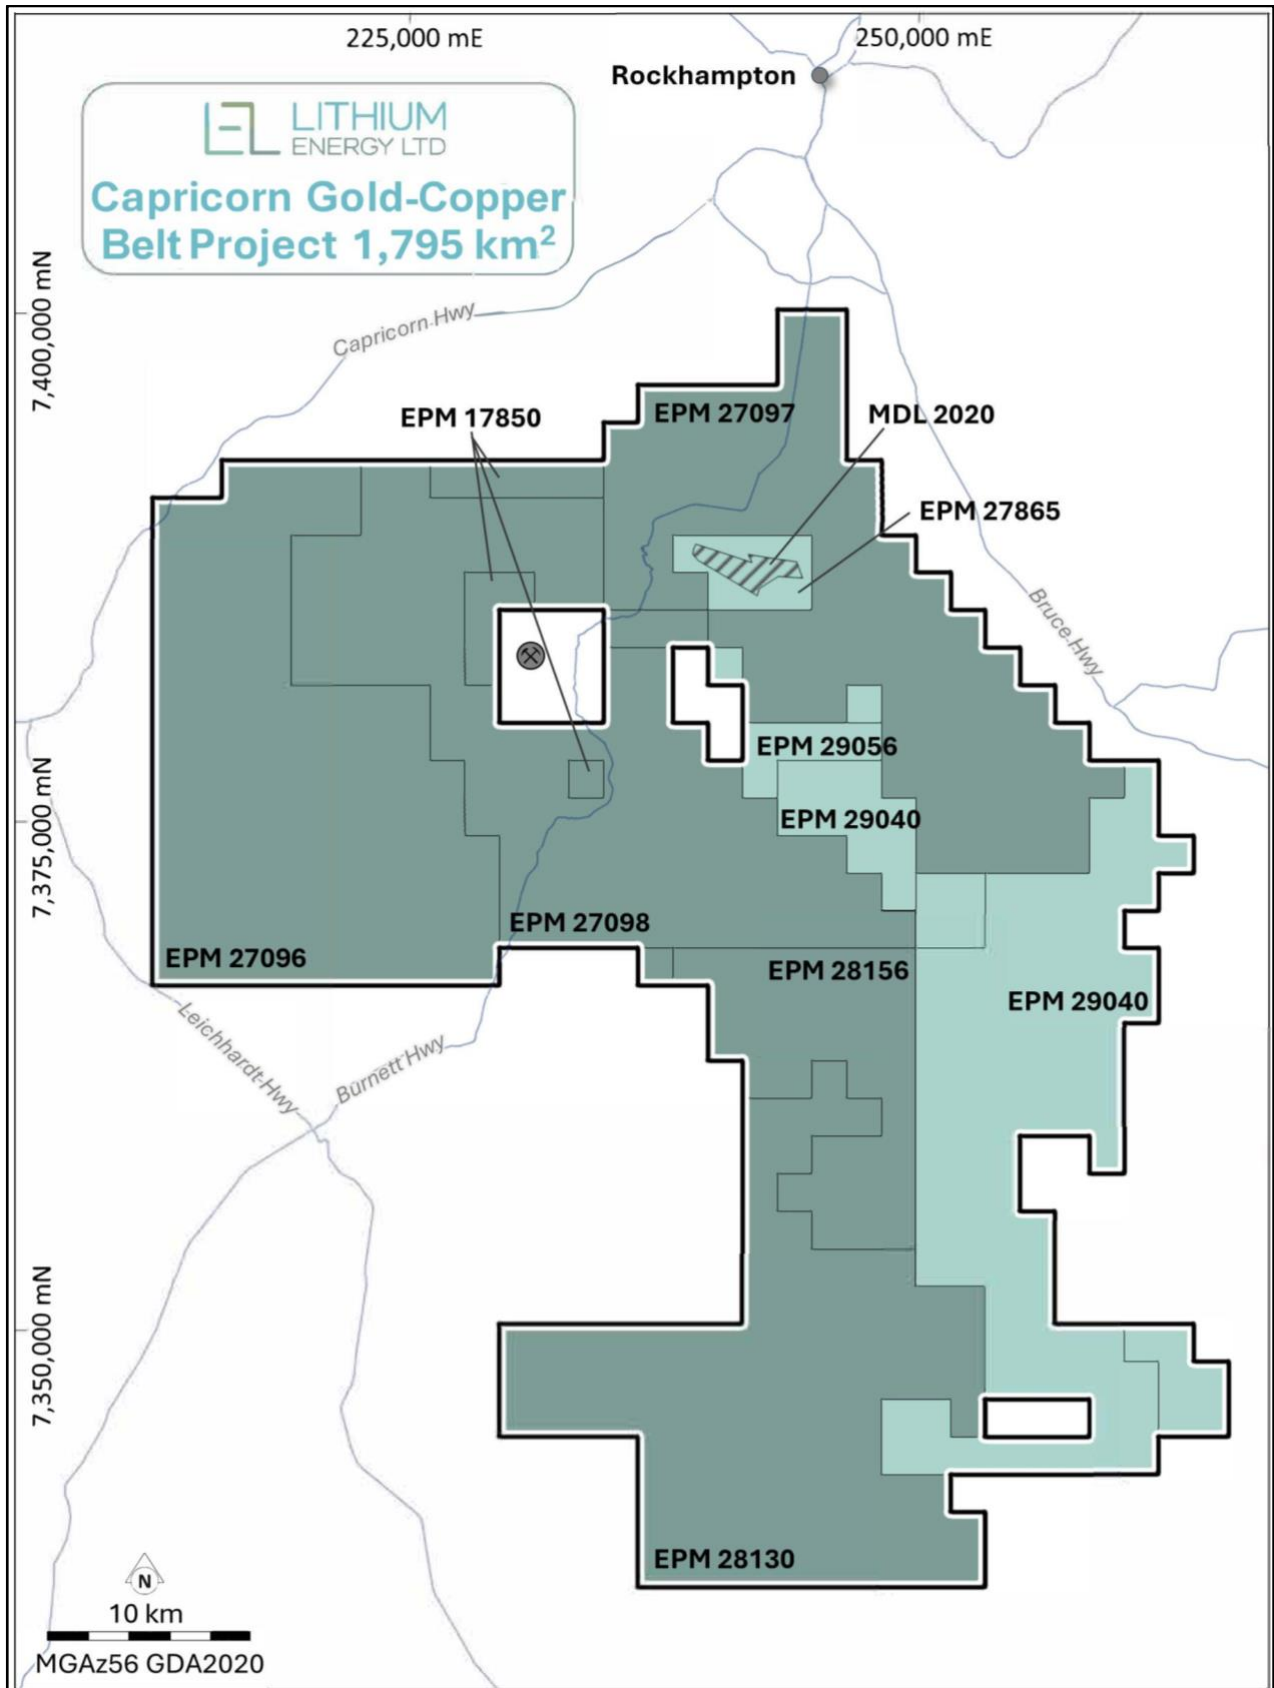 225,000 mE
250,000 mE
Rockhampton
LITHIUM
ENERGY LTD
Capricorn Gold-Copper
Belt Project 1,795 km²
7,400,000 mN
Capricorn Hwy
EPM 17850
EPM 27097
MDL 2020
EPM 27865
Bruce Hwy
EPM 29056
7,375,000 mN
EPM 29040
EPM 27098
EPM 27096
EPM 28156
EPM 29040
Leichhardt Hwy
Burnett Hwy
7,350,000 mN
EPM 28130
N
10 km
MGAz56 GDA2020